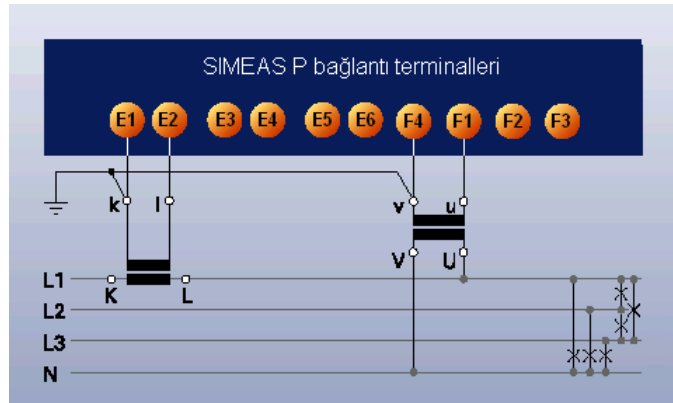 SIMEAS P bağlantı terminalleri
E1 E2 E3 E4 E5 E6 F4 F1 F2 F3
k l v u
V U
K L
L1
L2
L3
N